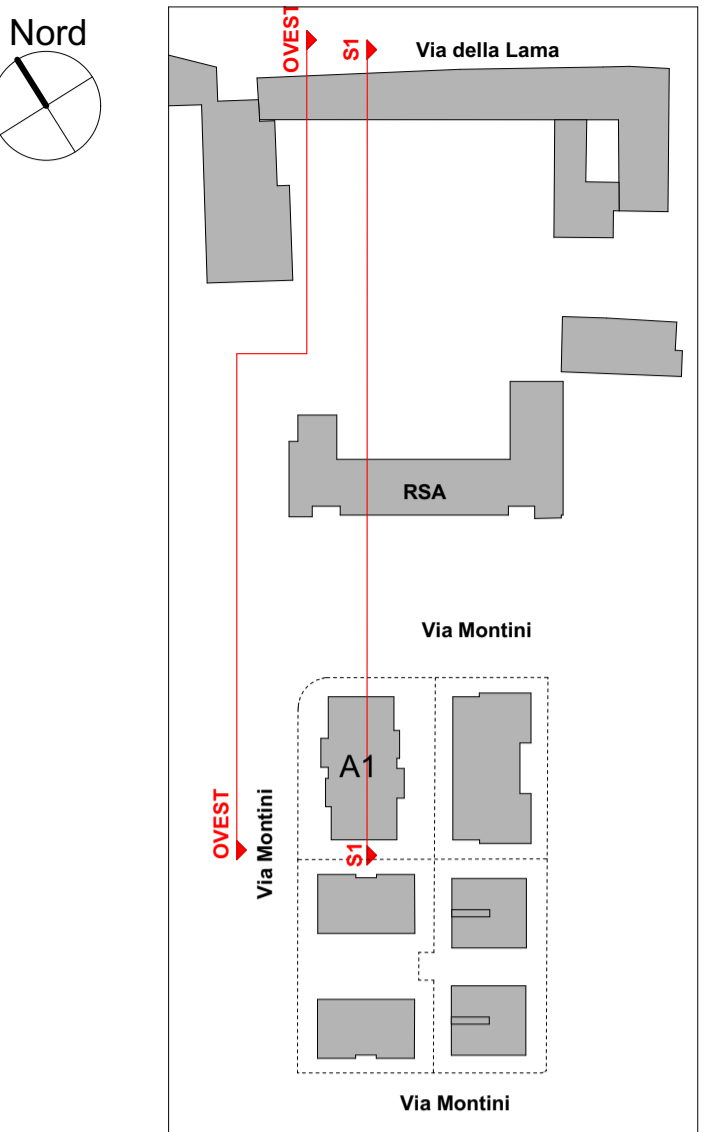 Nord
OVEST
S1
Via della Lama
RSA
Via Montini
A1
OVEST
Via Montini
S1
Via Montini